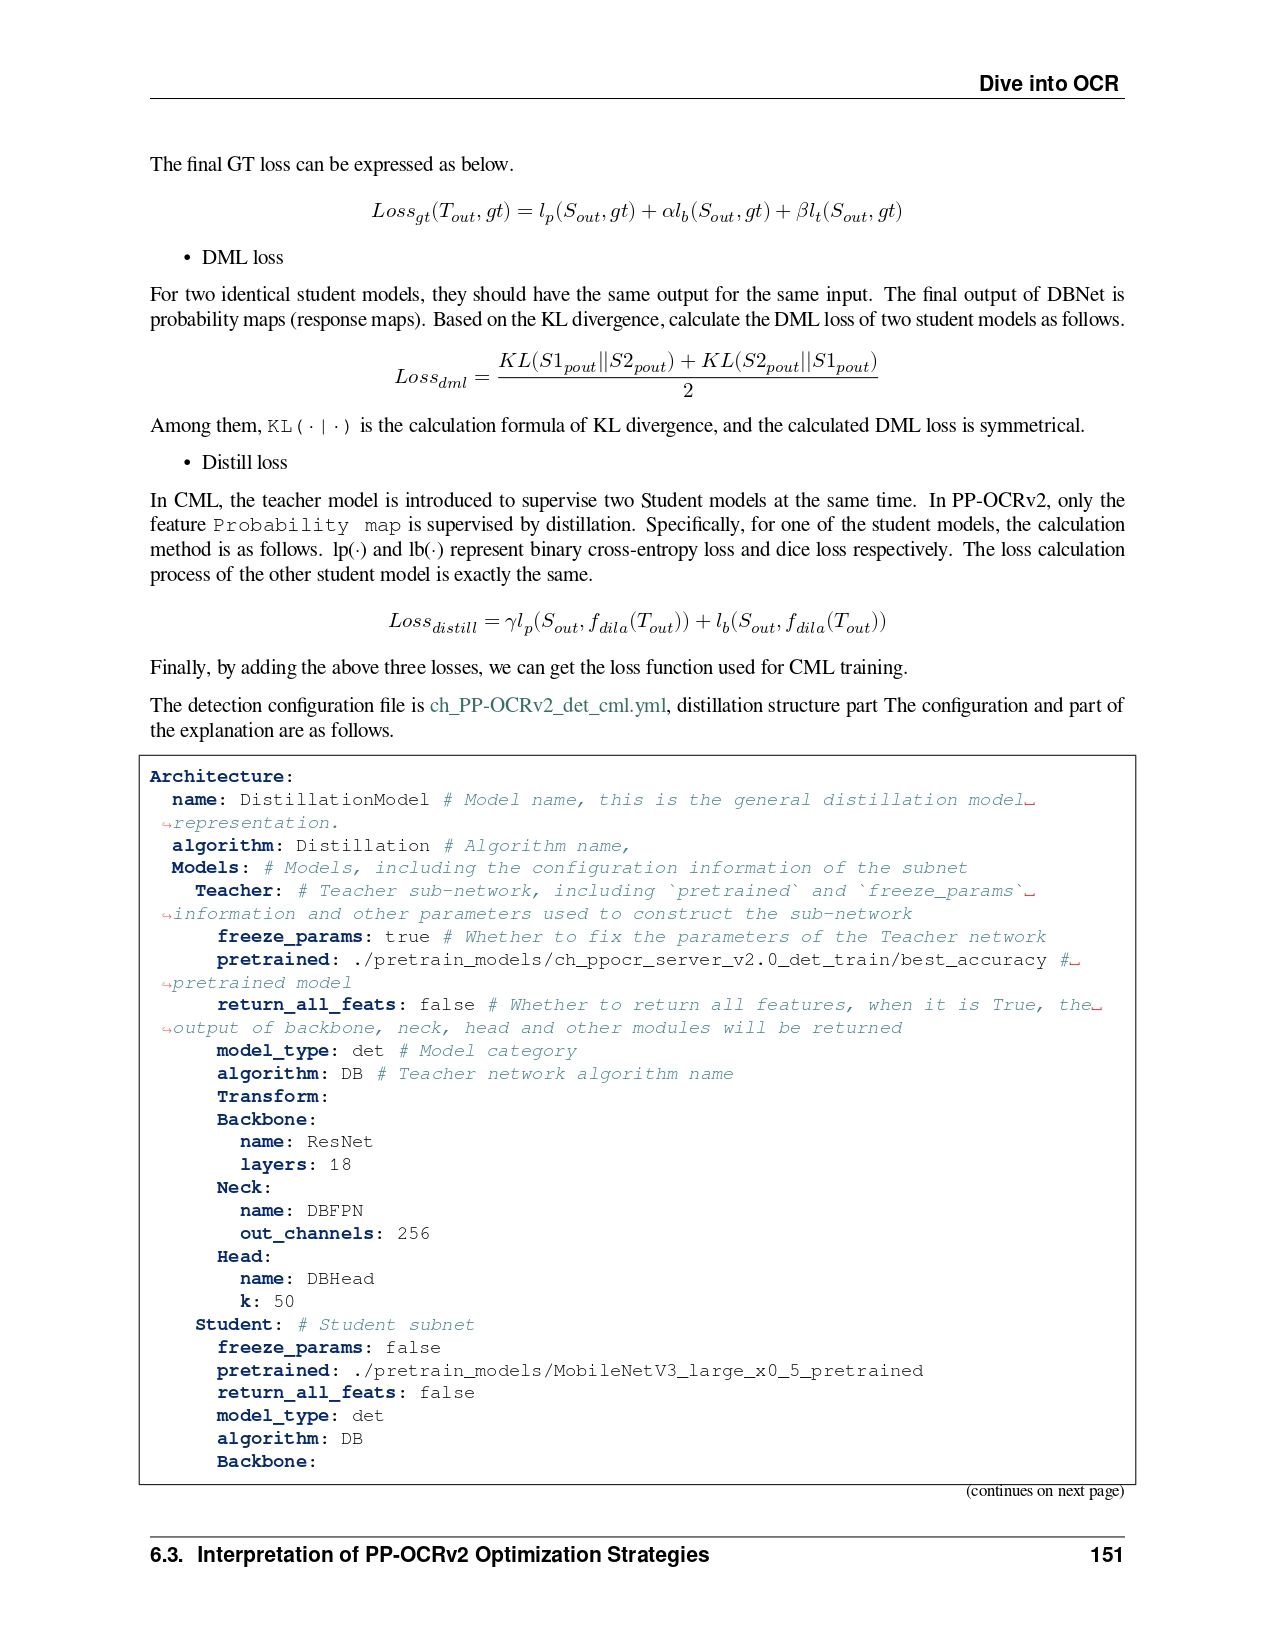 Dive into OCR
The final GT loss can be expressed as below.
Loss_{gt}(T_{out}, gt) = l_p(S_{out}, gt) + αl_b(S_{out}, gt) + βl_t(S_{out}, gt)
• DML loss
For two identical student models, they should have the same output for the same input. The final output of DBNet is
probability maps (response maps). Based on the KL divergence, calculate the DML loss of two student models as follows.
Loss_{dml} = \frac{KL(S1_{pout}||S2_{pout}) + KL(S2_{pout}||S1_{pout})}{2}
Among them, KL(·|·) is the calculation formula of KL divergence, and the calculated DML loss is symmetrical.
• Distill loss
In CML, the teacher model is introduced to supervise two Student models at the same time. In PP-OCRv2, only the
feature Probability map is supervised by distillation. Specifically, for one of the student models, the calculation
method is as follows. lp(·) and lb(·) represent binary cross-entropy loss and dice loss respectively. The loss calculation
process of the other student model is exactly the same.
Loss_{distill} = γl_p(S_{out}, f_{dila}(T_{out})) + l_b(S_{out}, f_{dila}(T_{out}))
Finally, by adding the above three losses, we can get the loss function used for CML training.
The detection configuration file is ch_PP-OCRv2_det_cml.yml, distillation structure part The configuration and part of
the explanation are as follows.
Architecture:
  name: DistillationModel # Model name, this is the general distillation model␣
↪representation.
  algorithm: Distillation # Algorithm name,
  Models: # Models, including the configuration information of the subnet
    Teacher: # Teacher sub-network, including `pretrained` and `freeze_params`␣
↪information and other parameters used to construct the sub-network
      freeze_params: true # Whether to fix the parameters of the Teacher network
      pretrained: ./pretrain_models/ch_ppocr_server_v2.0_det_train/best_accuracy #␣
↪pretrained model
      return_all_feats: false # Whether to return all features, when it is True, the␣
↪output of backbone, neck, head and other modules will be returned
      model_type: det # Model category
      algorithm: DB # Teacher network algorithm name
      Transform:
      Backbone:
        name: ResNet
        layers: 18
      Neck:
        name: DBFPN
        out_channels: 256
      Head:
        name: DBHead
        k: 50
    Student: # Student subnet
      freeze_params: false
      pretrained: ./pretrain_models/MobileNetV3_large_x0_5_pretrained
      return_all_feats: false
      model_type: det
      algorithm: DB
      Backbone:
(continues on next page)
6.3. Interpretation of PP-OCRv2 Optimization Strategies 151